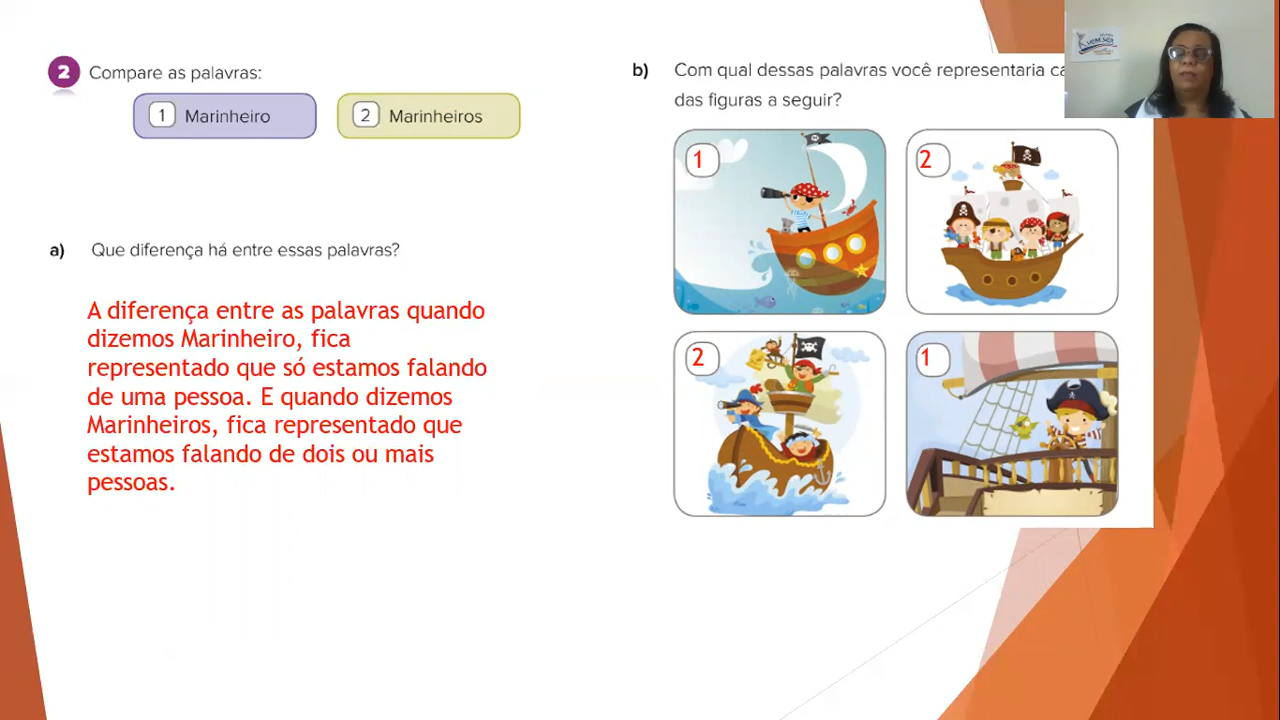 2 Compare as palavras:
1 Marinheiro
2 Marinheiros
a) Que diferença há entre essas palavras?
A diferença entre as palavras quando
dizemos Marinheiro, fica
representado que só estamos falando
de uma pessoa. E quando dizemos
Marinheiros, fica representado que
estamos falando de dois ou mais
pessoas.
b) Com qual dessas palavras você representaria
das figuras a seguir?
1
2
2
1